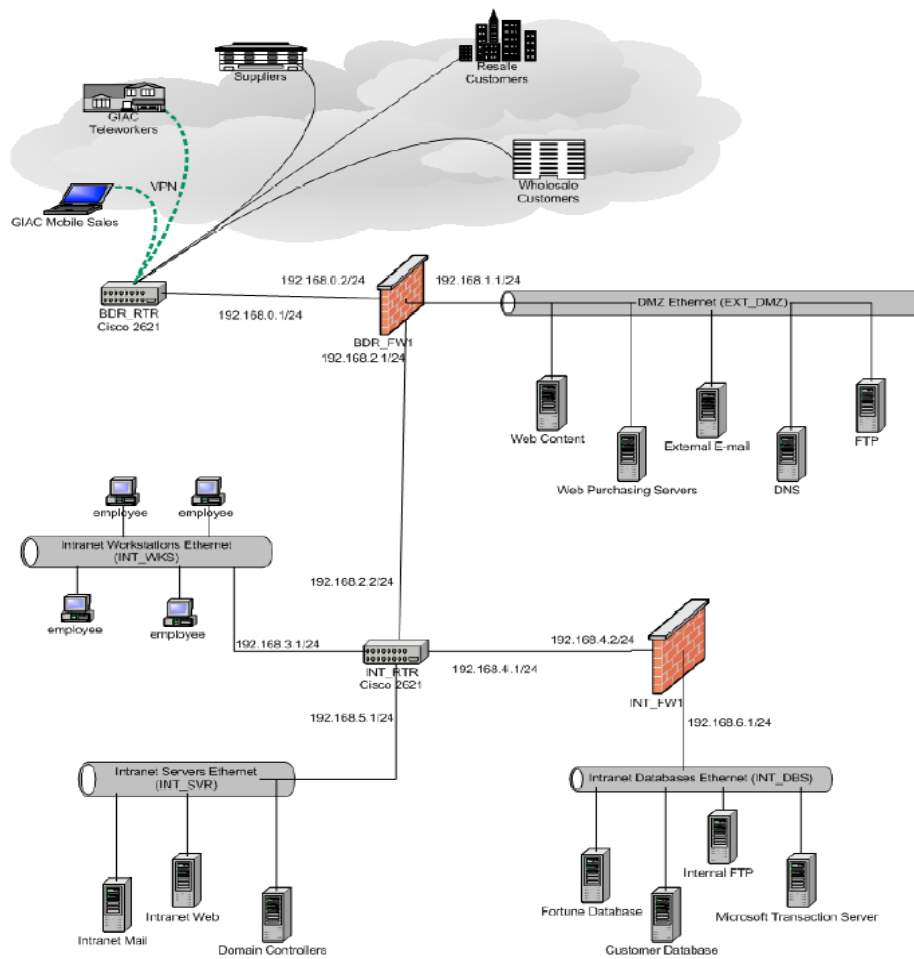 Suppliers
Resale
Customers
GIAC
Teleworkers
VPN
Wholesale
Customers
GIAC Mobile Sales
192.168.0.2/24
192.168.1.1/24
DMZ Ethernet (EXT_DMZ)
BDR_RTR
Cisco 2621
192.168.0.1/24
BDR_FW1
192.168.2.1/24
Web Content
External E-mail
FTP
Web Purchasing Servers
DNS
employee
employee
Intranet Workstations Ethernet
(INT_WKS)
192.168.2.2/24
employee
employee
192.168.3.1/24
192.168.4.2/24
INT_RTR
Cisco 2621
192.168.4.1/24
INT_FW1
192.168.5.1/24
192.168.6.1/24
Intranet Servers Ethernet
(INT_SVR)
Intranet Databases Ethernet (INT_DBS)
Internal FTP
Intranet Mail
Intranet Web
Domain Controllers
Fortune Database
Customer Database
Microsoft Transaction Server